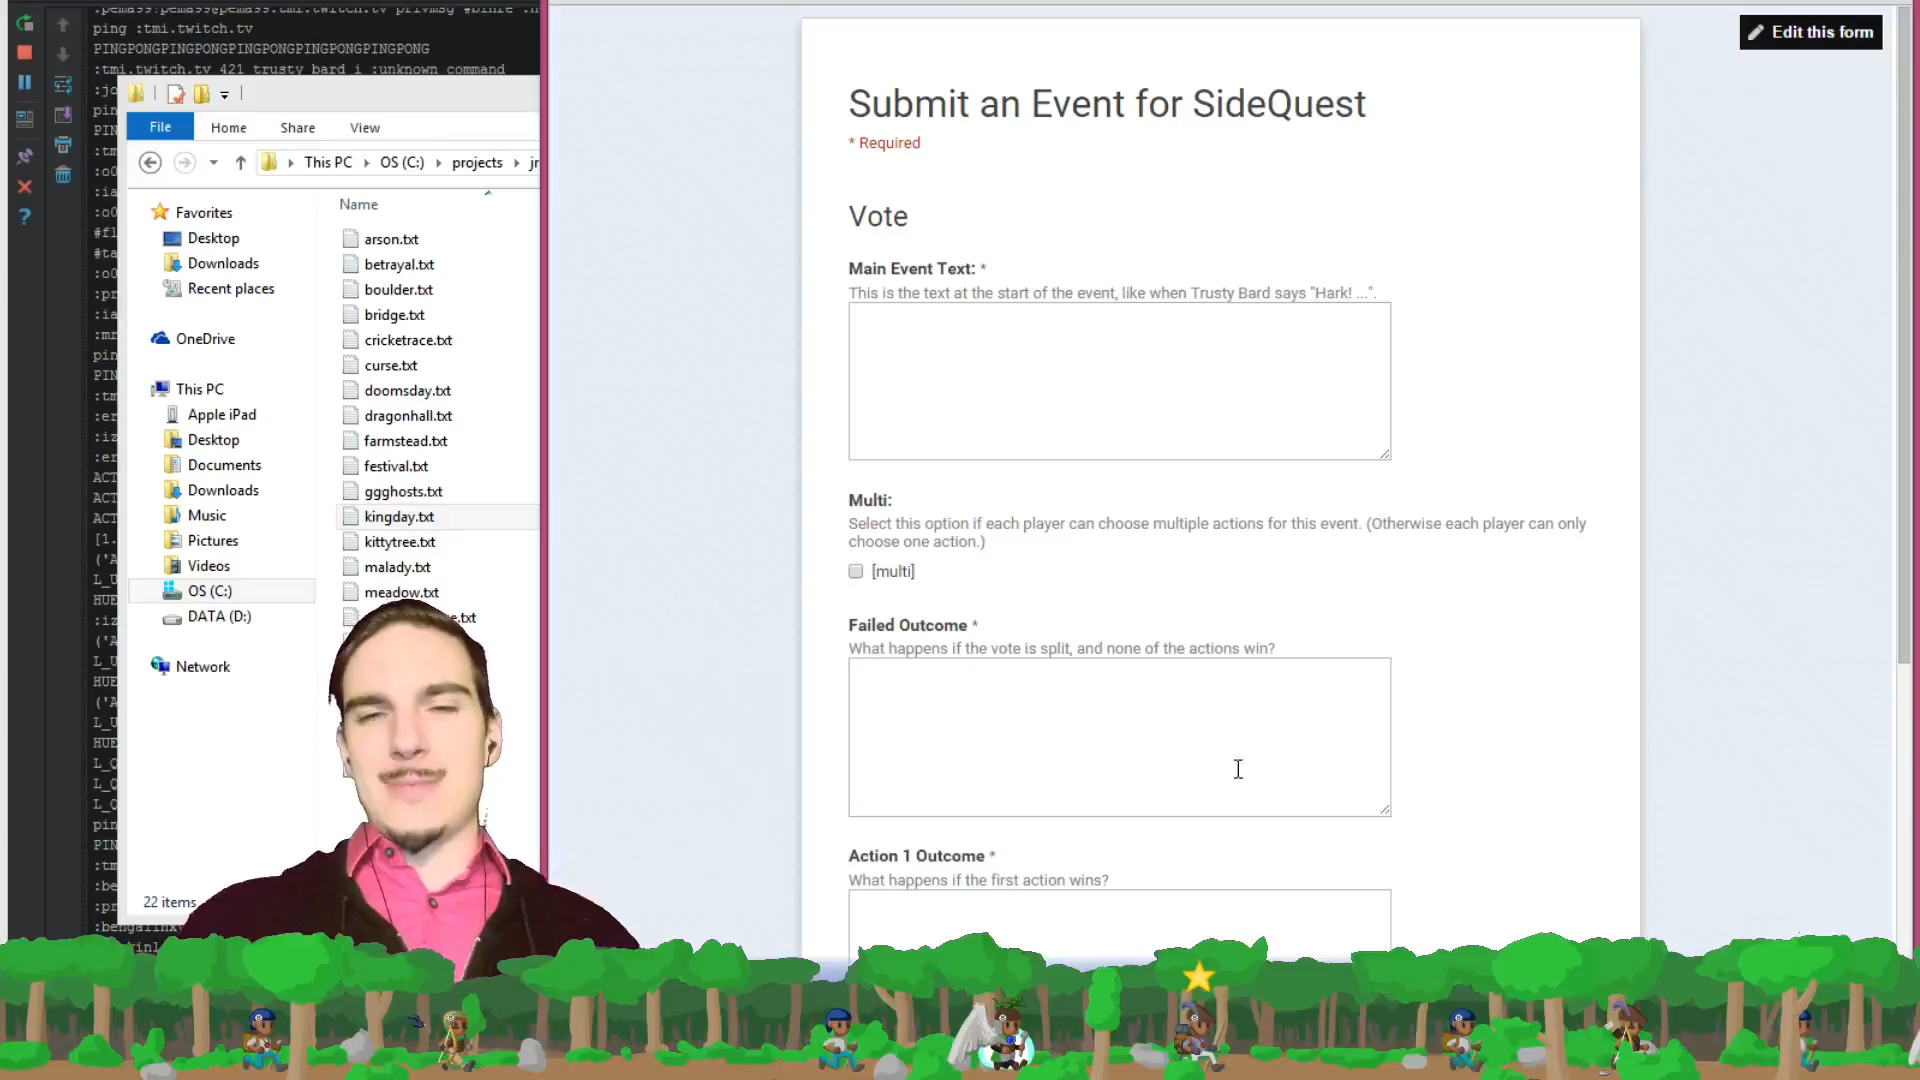 :pema99!pema99@pema99.tmi.twitch.tv privmsg
ping :tmi.twitch.tv
PINGPONGPINGPONGPINGPONGPINGPONGPINGPONG
:tmi.twitch.tv 421 trusty_bard i :unknown command
File
Home
Share
View
This PC
OS (C:)
projects
Name
Favorites
Desktop
Downloads
Recent places
OneDrive
This PC
Apple iPad
Desktop
Documents
Downloads
Music
Pictures
Videos
OS (C:)
DATA (D:)
Network
arson.txt
betrayal.txt
boulder.txt
bridge.txt
cricketrace.txt
curse.txt
doomsday.txt
dragonhall.txt
farmstead.txt
festival.txt
ggghosts.txt
kingday.txt
kittytree.txt
malady.txt
meadow.txt
22 items
Edit this form
Submit an Event for SideQuest
* Required
Vote
Main Event Text: *
This is the text at the start of the event, like when Trusty Bard says "Hark! ...".
Multi:
Select this option if each player can choose multiple actions for this event. (Otherwise each player can only
choose one action.)
[multi]
Failed Outcome *
What happens if the vote is split, and none of the actions win?
Action 1 Outcome *
What happens if the first action wins?